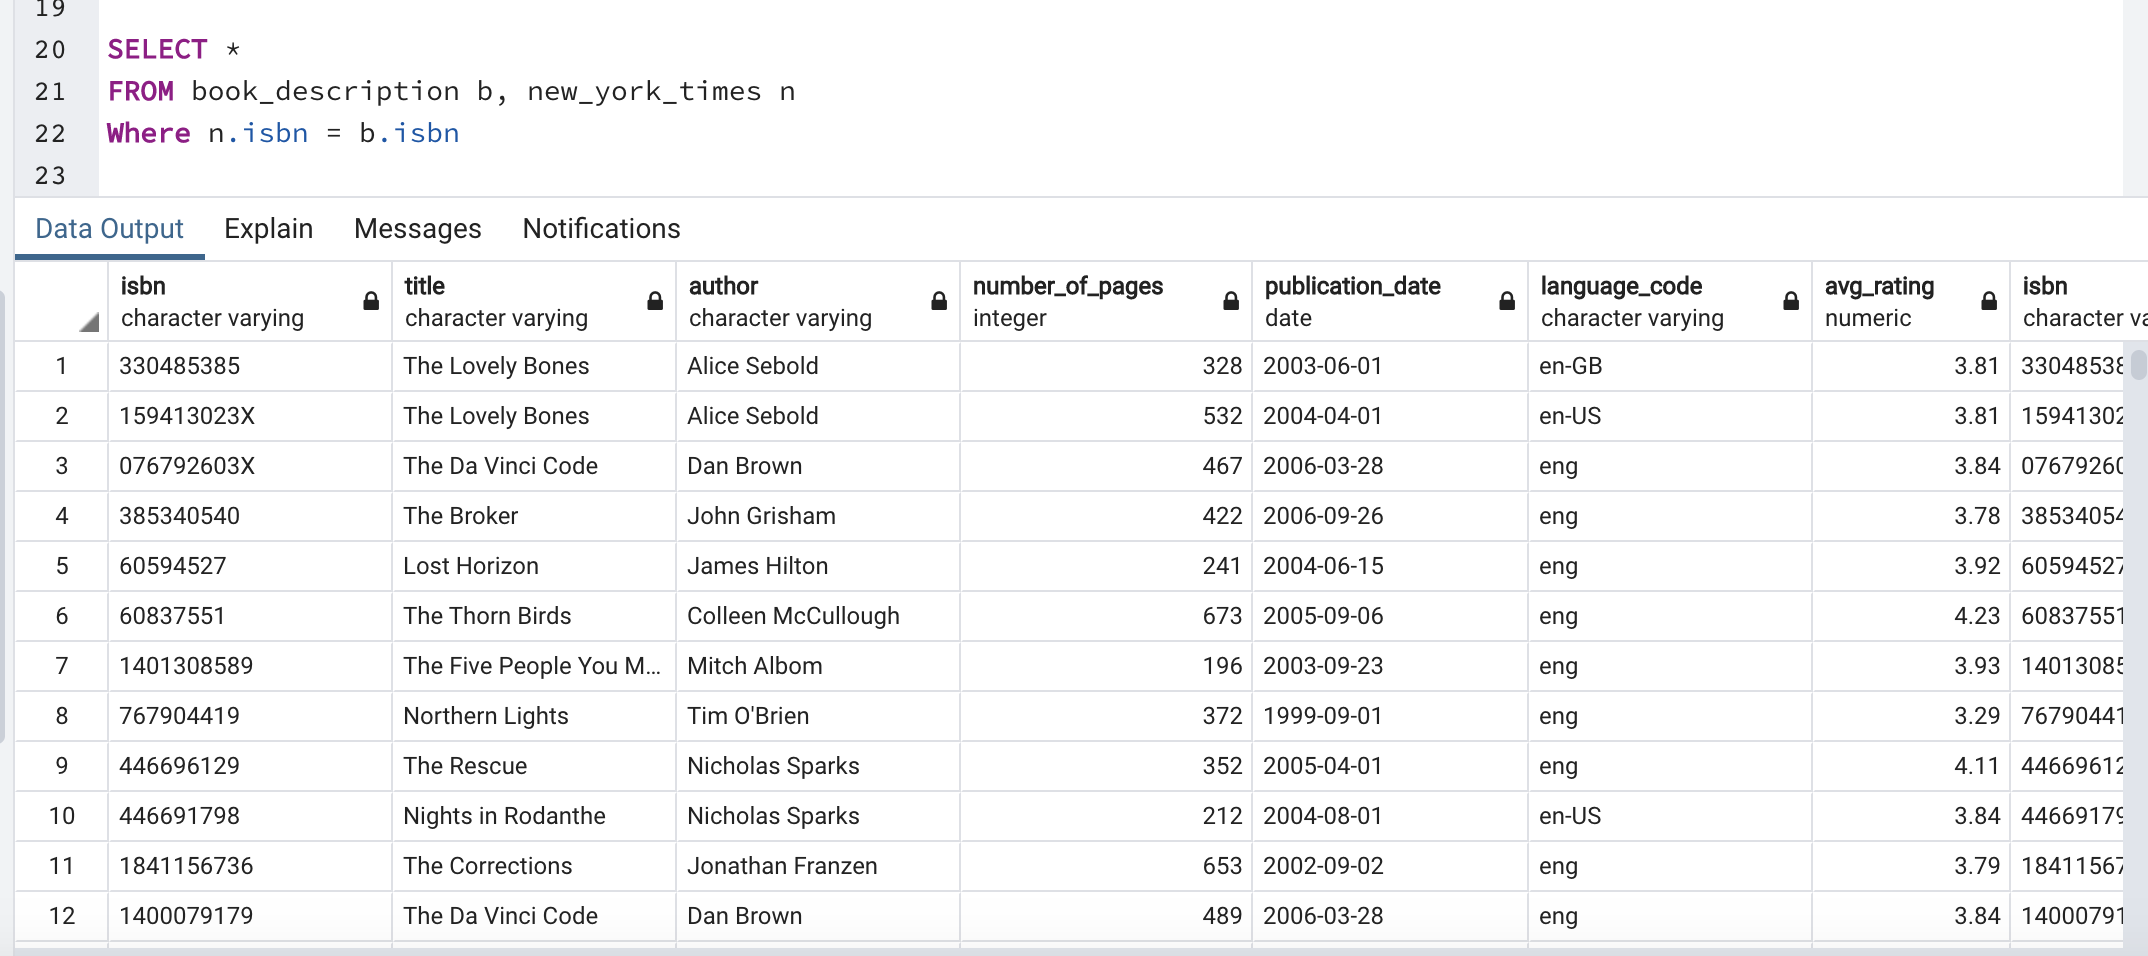 19
20 SELECT *
21 FROM book_description b, new_york_times n
22 Where n.isbn = b.isbn
23
Data Output Explain Messages Notifications
isbn title author number_of_pages publication_date language_code avg_rating isbn
character varying character varying character varying integer date character varying numeric character va
1 330485385 The Lovely Bones Alice Sebold 328 2003-06-01 en-GB 3.81 33048538
2 159413023X The Lovely Bones Alice Sebold 532 2004-04-01 en-US 3.81 15941302
3 076792603X The Da Vinci Code Dan Brown 467 2006-03-28 eng 3.84 07679260
4 385340540 The Broker John Grisham 422 2006-09-26 eng 3.78 38534054
5 60594527 Lost Horizon James Hilton 241 2004-06-15 eng 3.92 60594527
6 60837551 The Thorn Birds Colleen McCullough 673 2005-09-06 eng 4.23 60837551
7 1401308589 The Five People You M... Mitch Albom 196 2003-09-23 eng 3.93 14013085
8 767904419 Northern Lights Tim O'Brien 372 1999-09-01 eng 3.29 76790441
9 446696129 The Rescue Nicholas Sparks 352 2005-04-01 eng 4.11 44669612
10 446691798 Nights in Rodanthe Nicholas Sparks 212 2004-08-01 en-US 3.84 44669179
11 1841156736 The Corrections Jonathan Franzen 653 2002-09-02 eng 3.79 18411567
12 1400079179 The Da Vinci Code Dan Brown 489 2006-03-28 eng 3.84 14000791